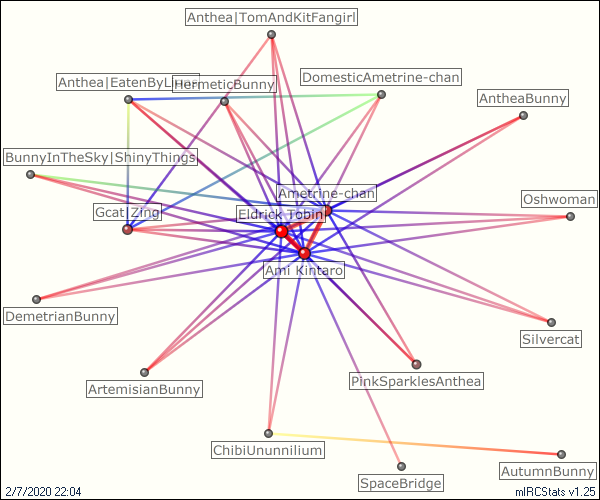 Anthea|TomAndKitFangirl
Anthea|EatenByL
HermeticBunny
DomesticAmetrine-chan
AntheaBunny
BunnyInTheSky|ShinyThings
Ametrine-chan
Oshwoman
Gcat|Zing
Eldrick Tobin
Ami Kintaro
DemetrianBunny
Silvercat
PinkSparklesAnthea
ArtemisianBunny
ChibiUnunnilium
AutumnBunny
SpaceBridge
2/7/2020 22:04
mIRCStats v1.25